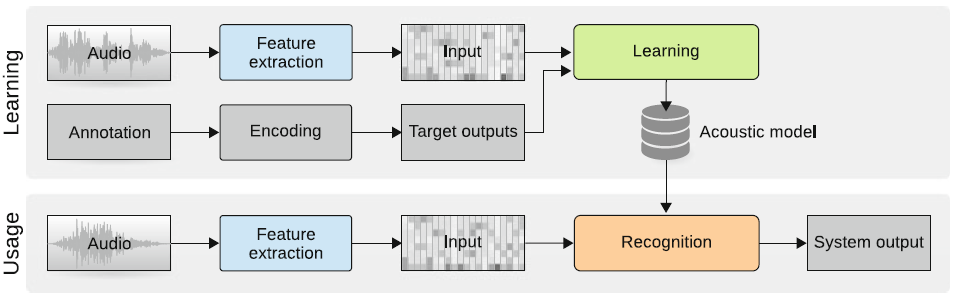 Learning
Audio
Feature
extraction
Input
Learning
Annotation
Encoding
Target outputs
Acoustic model
Usage
Audio
Feature
extraction
Input
Recognition
System output